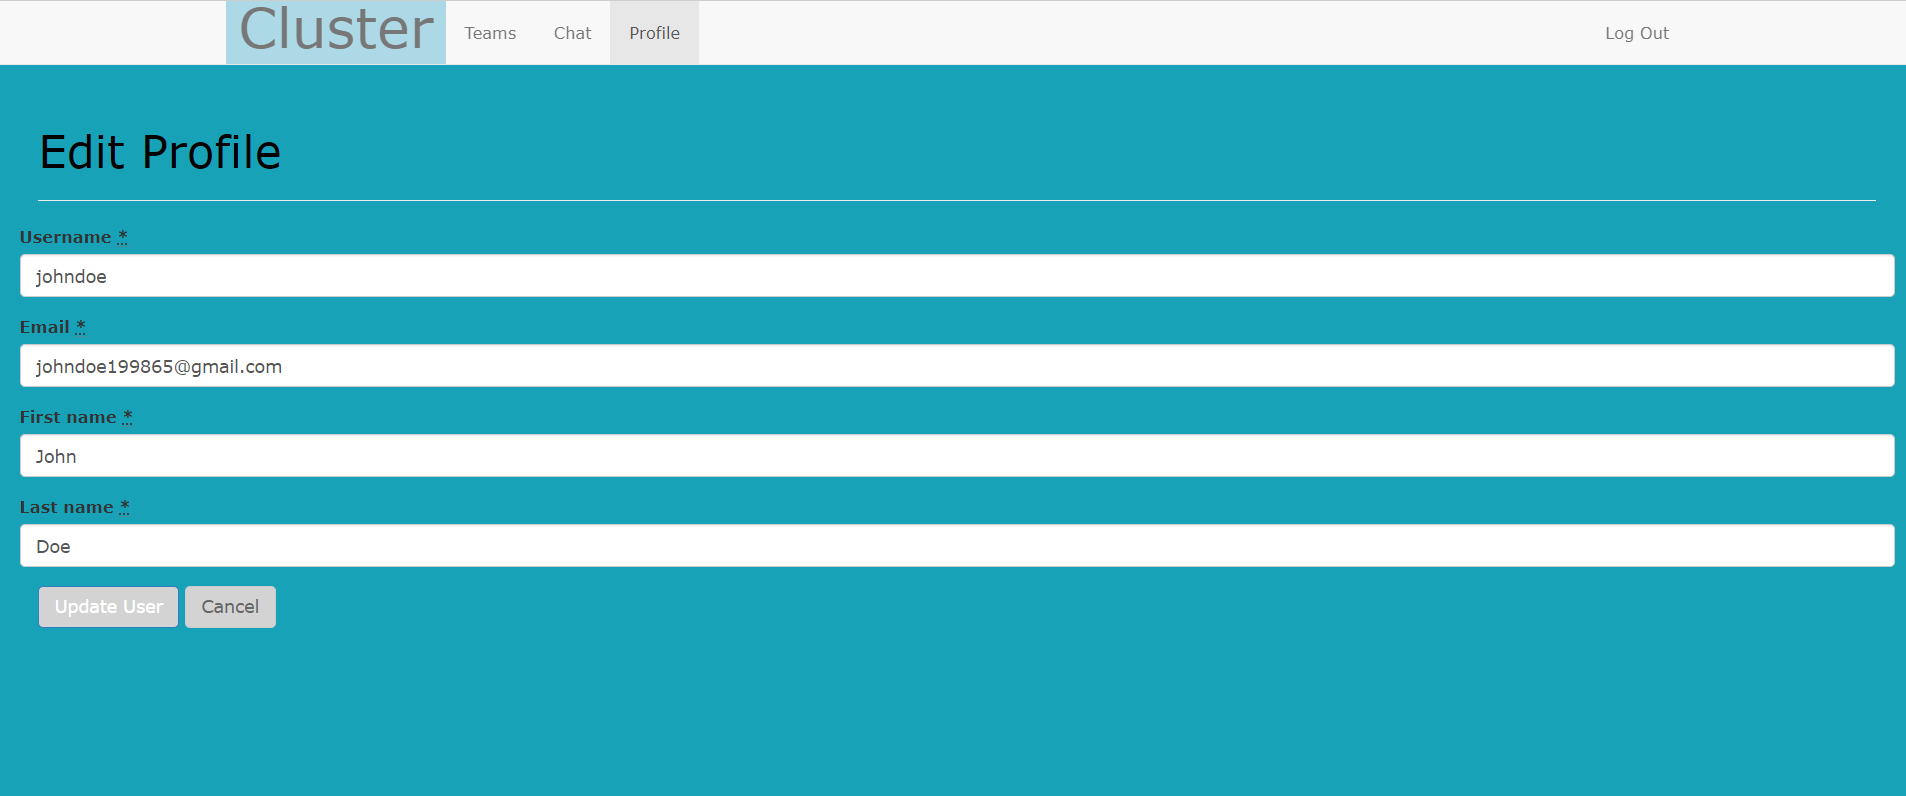 Cluster Teams Chat Profile Log Out
Edit Profile
Username *
johndoe
Email *
johndoe199865@gmail.com
First name *
John
Last name *
Doe
Update User Cancel